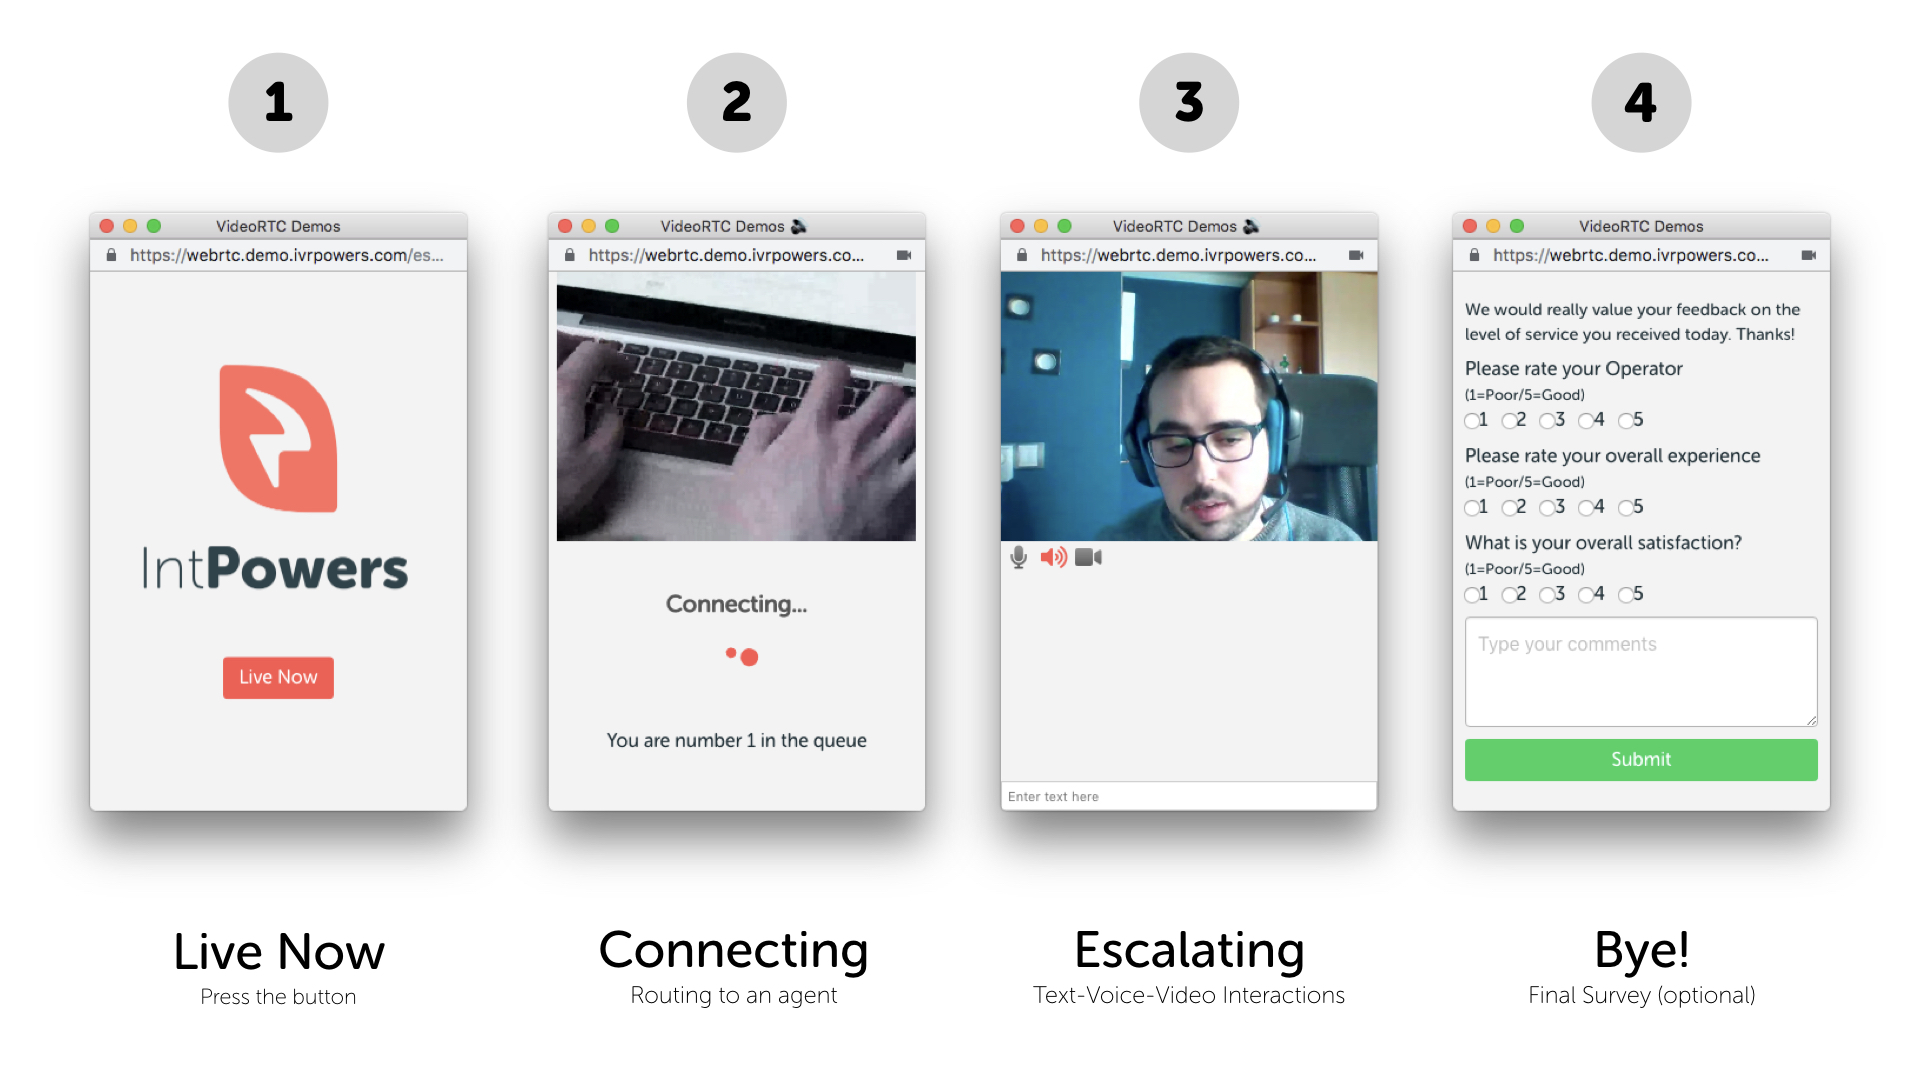 1
2
3
4
VideoRTC Demos
https://webrtc.demo.ivrpowers.com/es...
IntPowers
Live Now
VideoRTC Demos
https://webrtc.demo.ivrpowers.co...
Connecting...
You are number 1 in the queue
VideoRTC Demos
https://webrtc.demo.ivrpowers.co...
Enter text here
VideoRTC Demos
https://webrtc.demo.ivrpowers.co...
We would really value your feedback on the
level of service you received today. Thanks!
Please rate your Operator
(1=Poor/5=Good)
1 2 3 4 5
Please rate your overall experience
(1=Poor/5=Good)
1 2 3 4 5
What is your overall satisfaction?
(1=Poor/5=Good)
1 2 3 4 5
Type your comments
Submit
Live Now
Press the button
Connecting
Routing to an agent
Escalating
Text-Voice-Video Interactions
Bye!
Final Survey (optional)